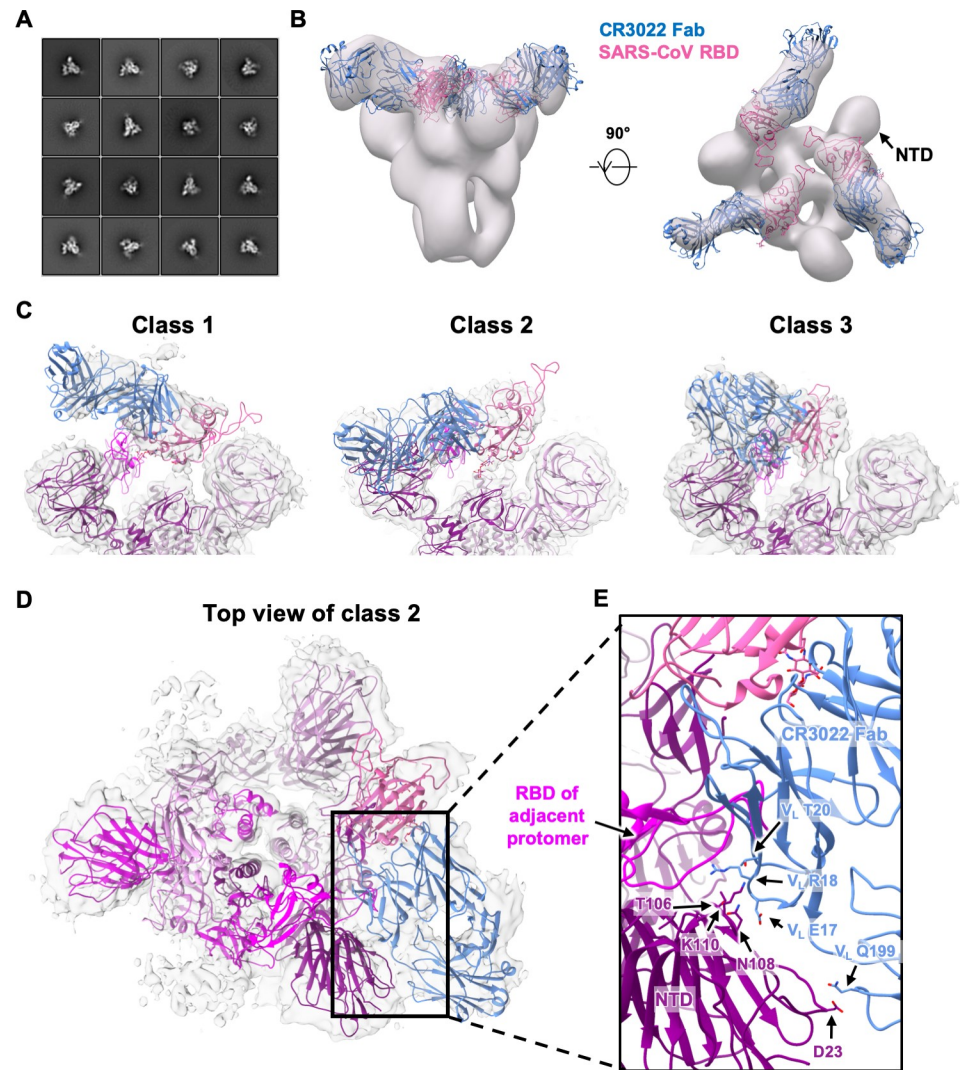 A
B
CR3022 Fab
SARS-CoV RBD
90°
NTD
C
Class 1
Class 2
Class 3
D
Top view of class 2
E
CR3022 Fab
RBD of
adjacent
protomer
VL T20
VL R18
T106
VL E17
K110
N108
VL Q199
NTD
D23